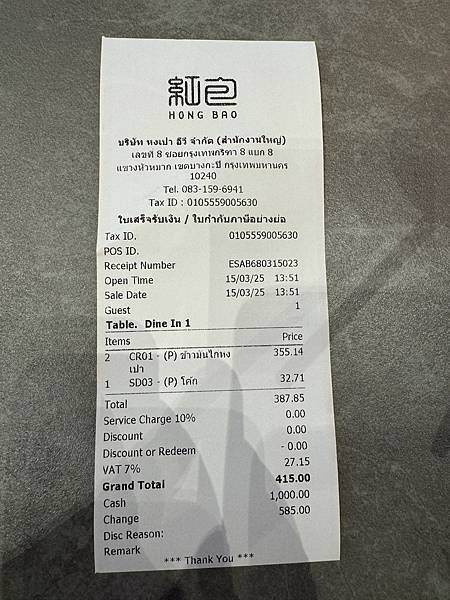 紅包
HONG BAO
บริษัท หงเปา อีวี จำกัด (สำนักงานใหญ่)
เลขที่ 8 ซอยกรุงเทพกรีฑา 8 แยก 8
แขวงหัวหมาก เขตบางกะปิ กรุงเทพมหานคร
10240
Tel. 083-159-6941
Tax ID : 0105559005630
ใบเสร็จรับเงิน / ใบกำกับภาษีอย่างย่อ
Tax ID. 0105559005630
POS ID.
Receipt Number ESAB680315023
Open Time 15/03/25 13:51
Sale Date 15/03/25 13:51
Guest 1
Table. Dine In 1
Items Price
2 CR01 - (P) ข้าวมันไก่หง 355.14
เปา
1 SD03 - (P) โค้ก 32.71
Total 387.85
Service Charge 10% 0.00
Discount 0.00
Discount or Redeem - 0.00
VAT 7% 27.15
Grand Total 415.00
Cash 1,000.00
Change 585.00
Disc Reason:
Remark
*** Thank You ***